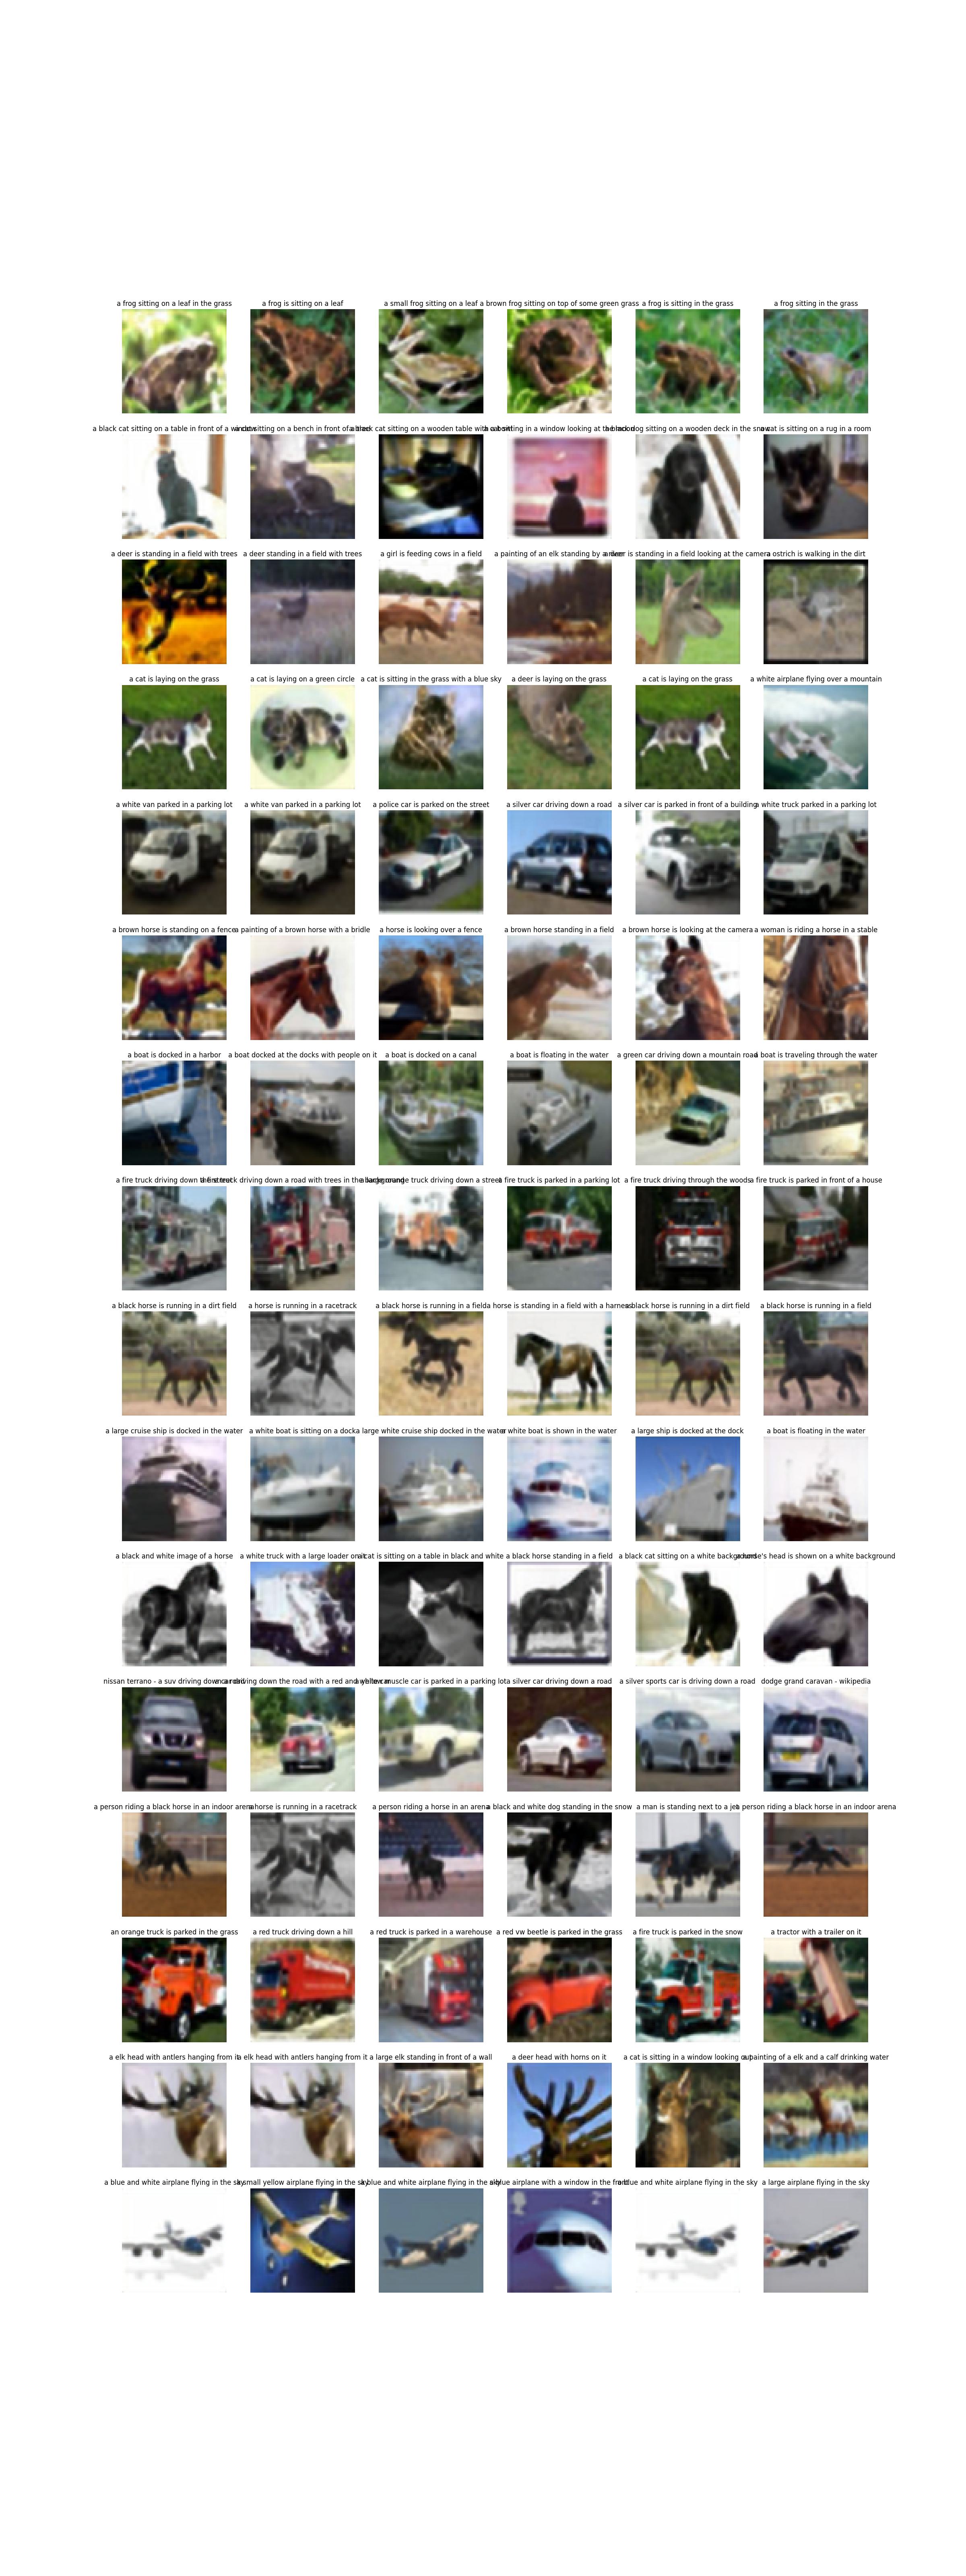 a frog sitting on a leaf in the grass
a frog is sitting on a leaf
a small frog sitting on a leaf
a brown frog sitting on top of some green grass
a frog is sitting in the grass
a frog sitting in the grass
a black cat sitting on a table in front of a window
sitting on a bench in front of a
cat sitting on a wooden table with a
sitting in a window looking at the
dog sitting on a wooden deck in the snow
cat is sitting on a rug in a room
a deer is standing in a field with trees
a deer standing in a field with trees
a girl is feeding cows in a field
a painting of an elk standing by a river
deer is standing in a field looking at the camera
ostrich is walking in the dirt
a cat is laying on the grass
a cat is laying on a green circle
a cat is sitting in the grass with a blue sky
a deer is laying on the grass
a cat is laying on the grass
a white airplane flying over a mountain
a white van parked in a parking lot
a white van parked in a parking lot
a police car is parked on the street
a silver car driving down a road
a silver car is parked in front of a building
a white truck parked in a parking lot
a brown horse is standing on a fence
a painting of a brown horse with a bridle
a horse is looking over a fence
a brown horse standing in a field
a brown horse is looking at the camera
a woman is riding a horse in a stable
a boat is docked in a harbor
a boat docked at the docks with people on it
a boat is docked on a canal
a boat is floating in the water
a green car driving down a mountain road
a boat is traveling through the water
a fire truck driving down the street
truck driving down a road with trees in the background
a large orange truck driving down a street
a fire truck is parked in a parking lot
a fire truck driving through the woods
a fire truck is parked in front of a house
a black horse is running in a dirt field
a horse is running in a racetrack
a black horse is running in a field
a horse is standing in a field with a harness
a black horse is running in a dirt field
a black horse is running in a field
a large cruise ship is docked in the water
a white boat is sitting on a dock
a large white cruise ship docked in the water
a white boat is shown in the water
a large ship is docked at the dock
a boat is floating in the water
a black and white image of a horse
a white truck with a large loader on it
a cat is sitting on a table in black and white
a black horse standing in a field
a black cat sitting on a white background
a horse's head is shown on a white background
nissan terrano - a suv driving down a road
driving down the road with a red and yellow car
muscle car is parked in a parking lot
a silver car driving down a road
a silver sports car is driving down a road
dodge grand caravan - wikipedia
a person riding a black horse in an indoor arena
a horse is running in a racetrack
a person riding a horse in an arena
a black and white dog standing in the snow
a man is standing next to a jet
a person riding a black horse in an indoor arena
an orange truck is parked in the grass
a red truck driving down a hill
a red truck is parked in a warehouse
a red vw beetle is parked in the grass
a fire truck is parked in the snow
a tractor with a trailer on it
a elk head with antlers hanging from it
a elk head with antlers hanging from it
a large elk standing in front of a wall
a deer head with horns on it
a cat is sitting in a window looking out
a painting of a elk and a calf drinking water
a blue and white airplane flying in the sky
a small yellow airplane flying in the sky
a blue and white airplane flying in the sky
a blue airplane with a window in the front
a blue and white airplane flying in the sky
a large airplane flying in the sky